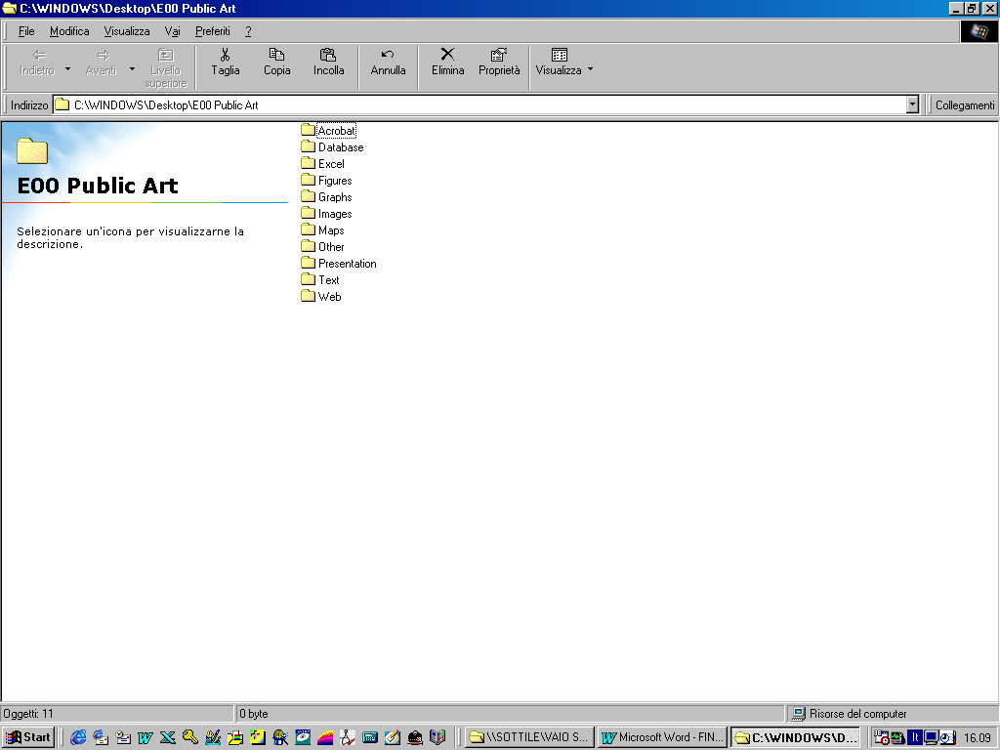 C:\WINDOWS\Desktop\E00 Public Art
File Modifica Visualizza Vai Preferiti ?
Indietro Avanti Livello superiore Taglia Copia Incolla Annulla Elimina Proprietà Visualizza
Indirizzo C:\WINDOWS\Desktop\E00 Public Art Collegamenti
E00 Public Art
Selezionare un'icona per visualizzarne la
descrizione.
Acrobat
Database
Excel
Figures
Graphs
Images
Maps
Other
Presentation
Text
Web
Oggetti: 11 0 byte Risorse del computer
Start \\SOTTILE\VAIO S... Microsoft Word - FIN... C:\WINDOWS\D... It 16.09